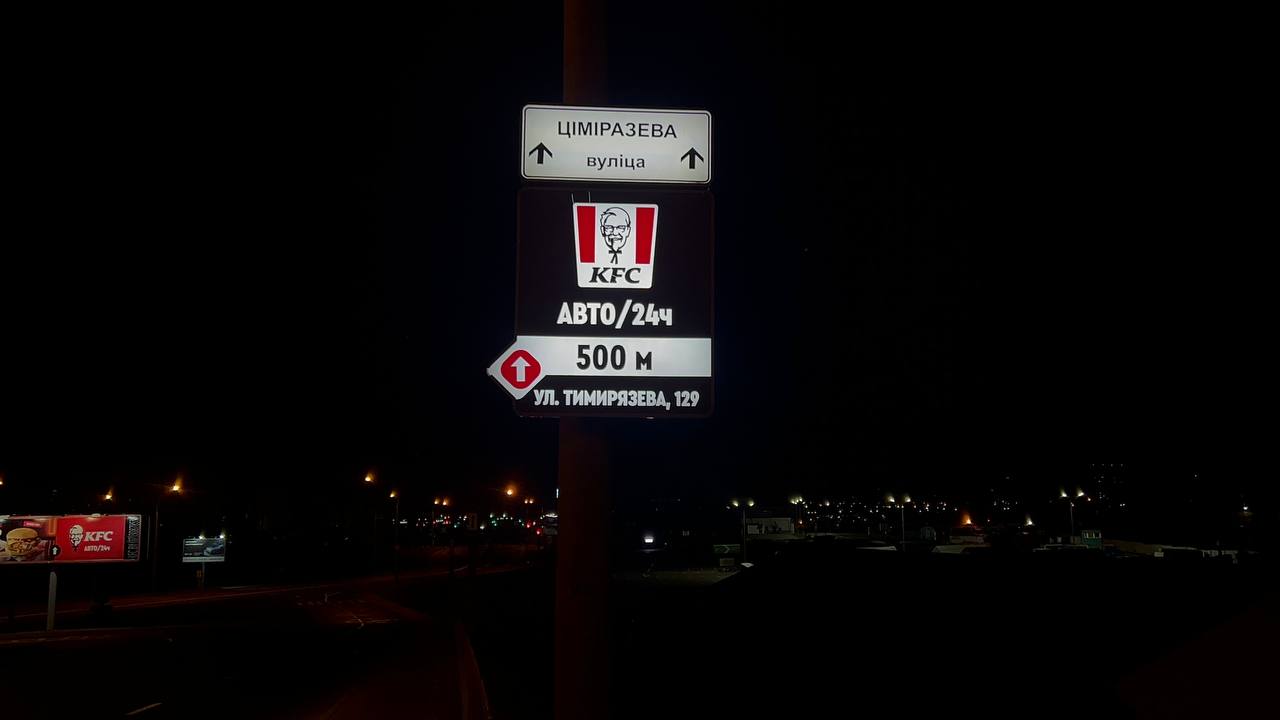 ЦІМІРАЗЕВА
вуліца
KFC
АВТО/24ч
500 м
УЛ. ТИМИРЯЗЕВА, 129
KFC
АВТО/24ч